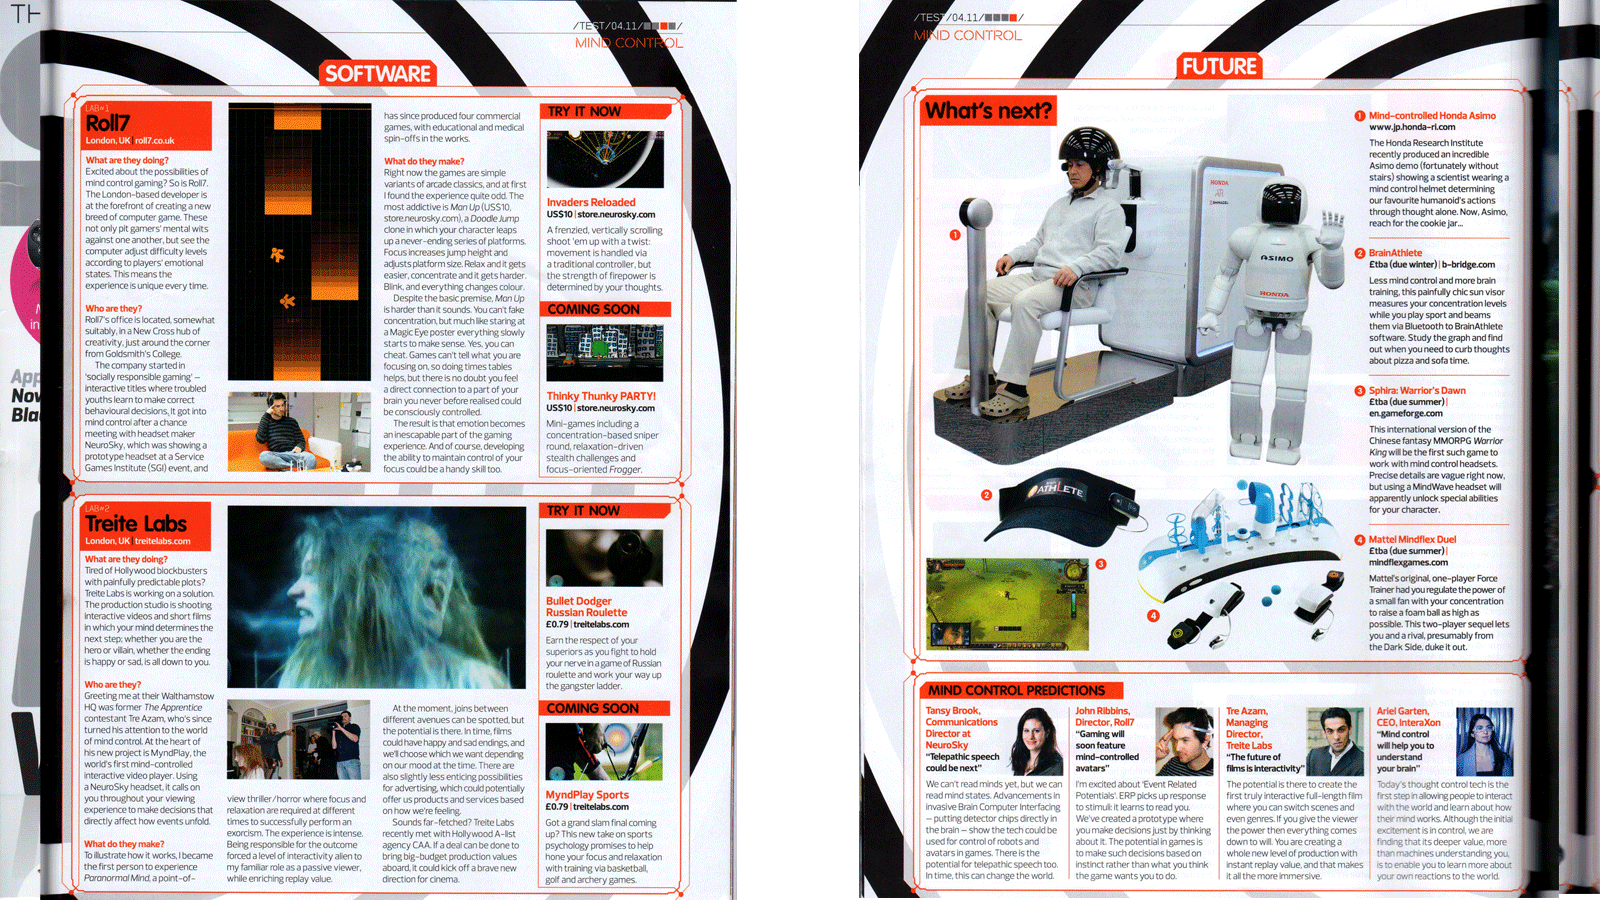 TH
App
Now
Blac
/TEST/04.11/
MIND CONTROL
SOFTWARE
LAB#1
Roll7
London, UK | roll7.co.uk
What are they doing?
Excited about the possibilities of
mind control gaming? So is Roll7.
The London-based developer is
at the forefront of creating a new
breed of computer game. These
not only pit gamers' mental wits
against one another, but see the
computer adjust difficulty levels
according to players' emotional
states. This means the
experience is unique every time.
Who are they?
Roll7's office is located, somewhat
suitably, in a New Cross hub of
creativity, just around the corner
from Goldsmith's College.
The company started in
'socially responsible gaming' –
interactive titles where troubled
youths learn to make correct
behavioural decisions. It got into
mind control after a chance
meeting with headset maker
NeuroSky, which was showing a
prototype headset at a Service
Games Institute (SGI) event, and
has since produced four commercial
games, with educational and medical
spin-offs in the works.
What do they make?
Right now the games are simple
variants of arcade classics, and at first
I found the experience quite odd. The
most addictive is Man Up (US$10,
store.neurosky.com), a Doodle Jump
clone in which your character leaps
up a never-ending series of platforms.
Focus increases jump height and
adjusts platform size. Relax and it gets
easier, concentrate and it gets harder.
Blink, and everything changes colour.
Despite the basic premise, Man Up
is harder than it sounds. You can't fake
concentration, but much like staring at
a Magic Eye poster everything slowly
starts to make sense. Yes, you can
cheat. Games can't tell what you are
focusing on, so doing times tables
helps, but there is no doubt you feel
a direct connection to a part of your
brain you never before realised could
be consciously controlled.
The result is that emotion becomes
an inescapable part of the gaming
experience. And of course, developing
the ability to maintain control of your
focus could be a handy skill too.
TRY IT NOW
Invaders Reloaded
US$10 | store.neurosky.com
A frenzied, vertically scrolling
shoot 'em up with a twist:
movement is handled via
a traditional controller, but
the strength of firepower is
determined by your thoughts.
COMING SOON
Thinky Thunky PARTY!
US$10 | store.neurosky.com
Mini-games including a
concentration-based sniper
round, relaxation-driven
stealth challenges and
focus-oriented Frogger.
LAB#2
Treite Labs
London, UK | treitelabs.com
What are they doing?
Tired of Hollywood blockbusters
with painfully predictable plots?
Treite Labs is working on a solution.
The production studio is shooting
interactive videos and short films
in which your mind determines the
next step; whether you are the
hero or villain, whether the ending
is happy or sad, is all down to you.
Who are they?
Greeting me at their Walthamstow
HQ was former The Apprentice
contestant Tre Azam, who's since
turned his attention to the world
of mind control. At the heart of
his new project is MyndPlay, the
world's first mind-controlled
interactive video player. Using
a NeuroSky headset, it calls on
you throughout your viewing
experience to make decisions that
directly affect how events unfold.
What do they make?
To illustrate how it works, I became
the first person to experience
Paranormal Mind, a point-of-
view thriller/horror where focus and
relaxation are required at different
times to successfully perform an
exorcism. The experience is intense.
Being responsible for the outcome
forced a level of interactivity alien to
my familiar role as a passive viewer,
while enriching replay value.
At the moment, joins between
different avenues can be spotted, but
the potential is there. In time, films
could have happy and sad endings, and
we'll choose which we want depending
on our mood at the time. There are
also slightly less enticing possibilities
for advertising, which could potentially
offer us products and services based
on how we're feeling.
Sounds far-fetched? Treite Labs
recently met with Hollywood A-list
agency CAA. If a deal can be done to
bring big-budget production values
aboard, it could kick off a brave new
direction for cinema.
TRY IT NOW
Bullet Dodger
Russian Roulette
£0.79 | treitelabs.com
Earn the respect of your
superiors as you fight to hold
your nerve in a game of Russian
roulette and work your way up
the gangster ladder.
COMING SOON
MyndPlay Sports
£0.79 | treitelabs.com
Got a grand slam final coming
up? This new take on sports
psychology promises to help
hone your focus and relaxation
with training via basketball,
golf and archery games.
/TEST/04.11/
MIND CONTROL
FUTURE
What's next?
HONDA
ASIMO
HONDA
ATHLETE
1
2
3
4
1 Mind-controlled Honda Asimo
www.jp.honda-ri.com
The Honda Research Institute
recently produced an incredible
Asimo demo (fortunately without
stairs) showing a scientist wearing a
mind control helmet determining
our favourite humanoid's actions
through thought alone. Now, Asimo,
reach for the cookie jar...
2 BrainAthlete
£tba (due winter) | b-bridge.com
Less mind control and more brain
training, this painfully chic sun visor
measures your concentration levels
while you play sport and beams
them via Bluetooth to BrainAthlete
software. Study the graph and find
out when you need to curb thoughts
about pizza and sofa time.
3 Sphira: Warrior's Dawn
£tba (due summer) |
en.gameforge.com
This international version of the
Chinese fantasy MMORPG Warrior
King will be the first such game to
work with mind control headsets.
Precise details are vague right now,
but using a MindWave headset will
apparently unlock special abilities
for your character.
4 Mattel Mindflex Duel
£tba (due summer) |
mindflexgames.com
Mattel's original, one-player Force
Trainer had you regulate the power of
a small fan with your concentration
to raise a foam ball as high as
possible. This two-player sequel lets
you and a rival, presumably from
the Dark Side, duke it out.
MIND CONTROL PREDICTIONS
Tansy Brook,
Communications
Director at
NeuroSky
"Telepathic speech
could be next"
We can't read minds yet, but we can
read mind states. Advancements in
invasive Brain Computer Interfacing
– putting detector chips directly in
the brain – show the tech could be
used for control of robots and
avatars in games. There is the
potential for telepathic speech too.
In time, this can change the world.
John Ribbins,
Director, Roll7
"Gaming will
soon feature
mind-controlled
avatars"
I'm excited about 'Event Related
Potentials'. ERP picks up response
to stimuli: it learns to read you.
We've created a prototype where
you make decisions just by thinking
about it. The potential in games is
to make such decisions based on
instinct rather than what you think
the game wants you to do.
Tre Azam,
Managing
Director,
Treite Labs
"The future of
films is interactivity"
The potential is there to create the
first truly interactive full-length film
where you can switch scenes and
even genres. If you give the viewer
the power then everything comes
down to will. You are creating a
whole new level of production with
instant replay value, and that makes
it all the more immersive.
Ariel Garten,
CEO, InteraXon
"Mind control
will help you to
understand
your brain"
Today's thought control tech is the
first step in allowing people to interact
with the world and learn about how
their mind works. Although the initial
excitement is in control, we are
finding that its deeper value, more
than machines understanding you,
is to enable you to learn more about
your own reactions to the world.